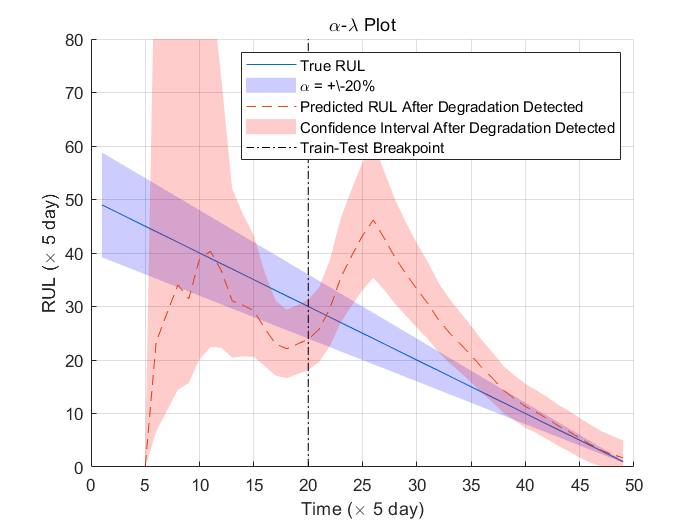 α-λ Plot
80
70
60
50
40
30
20
10
0
RUL (× 5 day)
True RUL
α = +\-20%
Predicted RUL After Degradation Detected
Confidence Interval After Degradation Detected
Train-Test Breakpoint
0 5 10 15 20 25 30 35 40 45 50
Time (× 5 day)